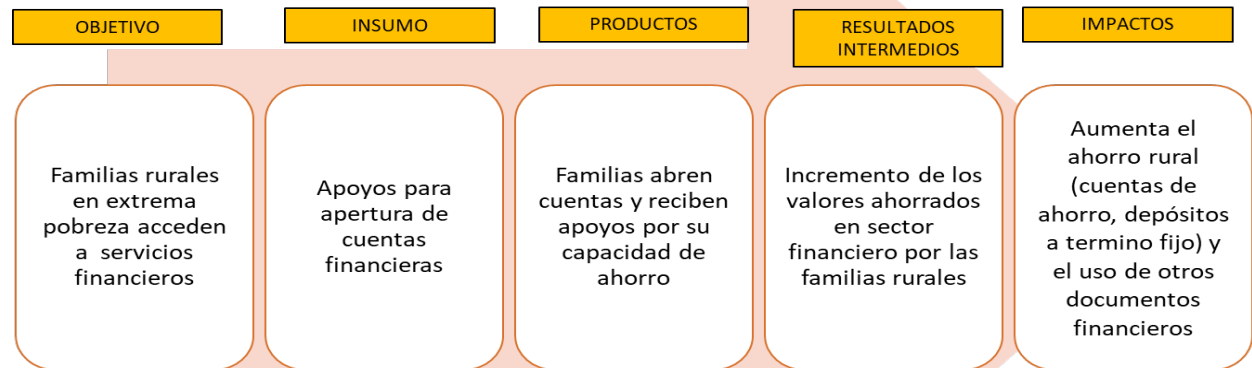 OBJETIVO
INSUMO
PRODUCTOS
RESULTADOS
INTERMEDIOS
IMPACTOS
Familias rurales
en extrema
pobreza acceden
a servicios
financieros
Apoyos para
apertura de
cuentas
financieras
Familias abren
cuentas y reciben
apoyos por su
capacidad de
ahorro
Incremento de los
valores ahorrados
en sector
financiero por las
familias rurales
Aumenta el
ahorro rural
(cuentas de
ahorro, depósitos
a termino fijo) y
el uso de otros
documentos
financieros